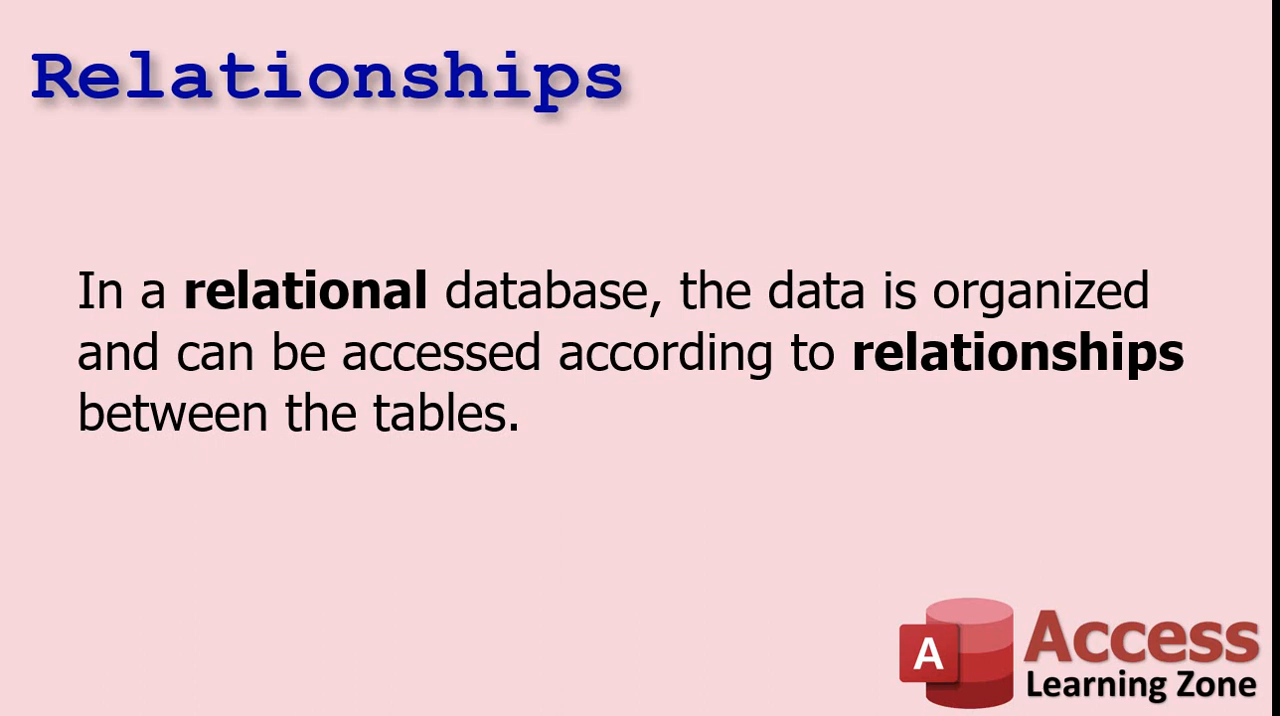 Relationships
In a relational database, the data is organized
and can be accessed according to relationships
between the tables.
A
Access
Learning Zone